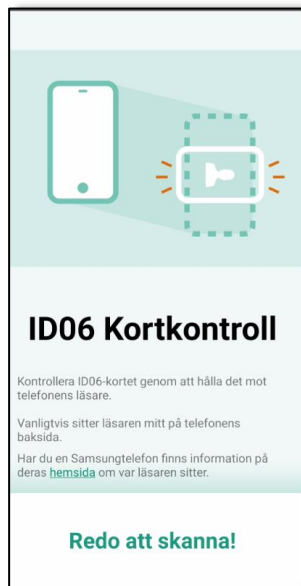 ID06 Kortkontroll
Kontrollera ID06-kortet genom att hålla det mot
telefonens läsare.
Vanligtvis sitter läsaren mitt på telefonens
baksida.
Har du en Samsungtelefon finns information på
deras hemsida om var läsaren sitter.
Redo att skanna!